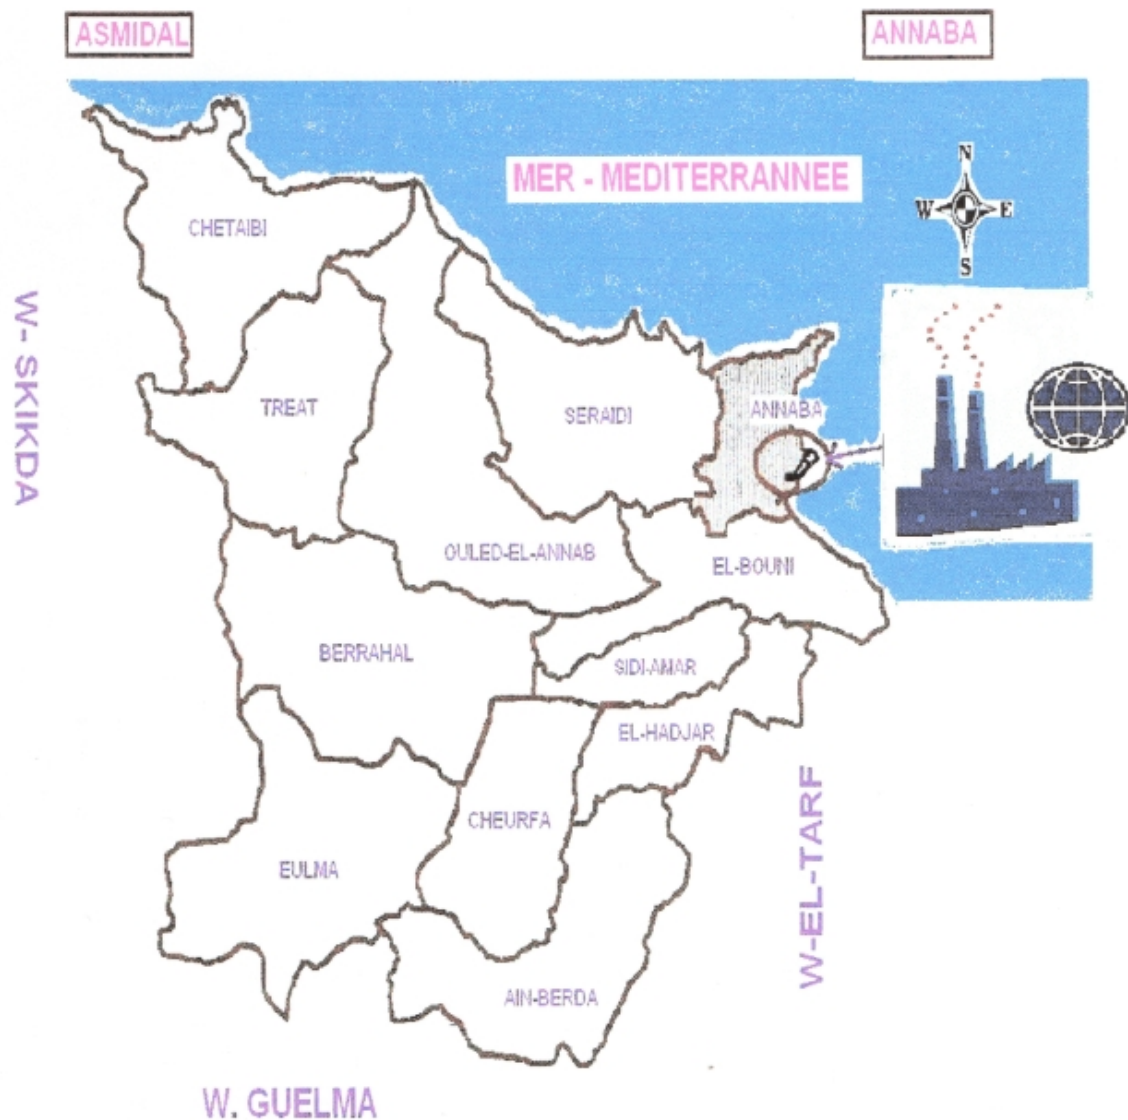 ASMIDAL
ANNABA
MER - MEDITERRANNEE
N
W E
S
CHETAIBI
W- SKIKDA
TREAT
SERAIDI
ANNABA
OULED-EL-ANNAB
EL-BOUNI
BERRAHAL
SIDI-AMAR
EL-HADJAR
CHEURFA
W-EL-TARF
EULMA
AIN-BERDA
W. GUELMA